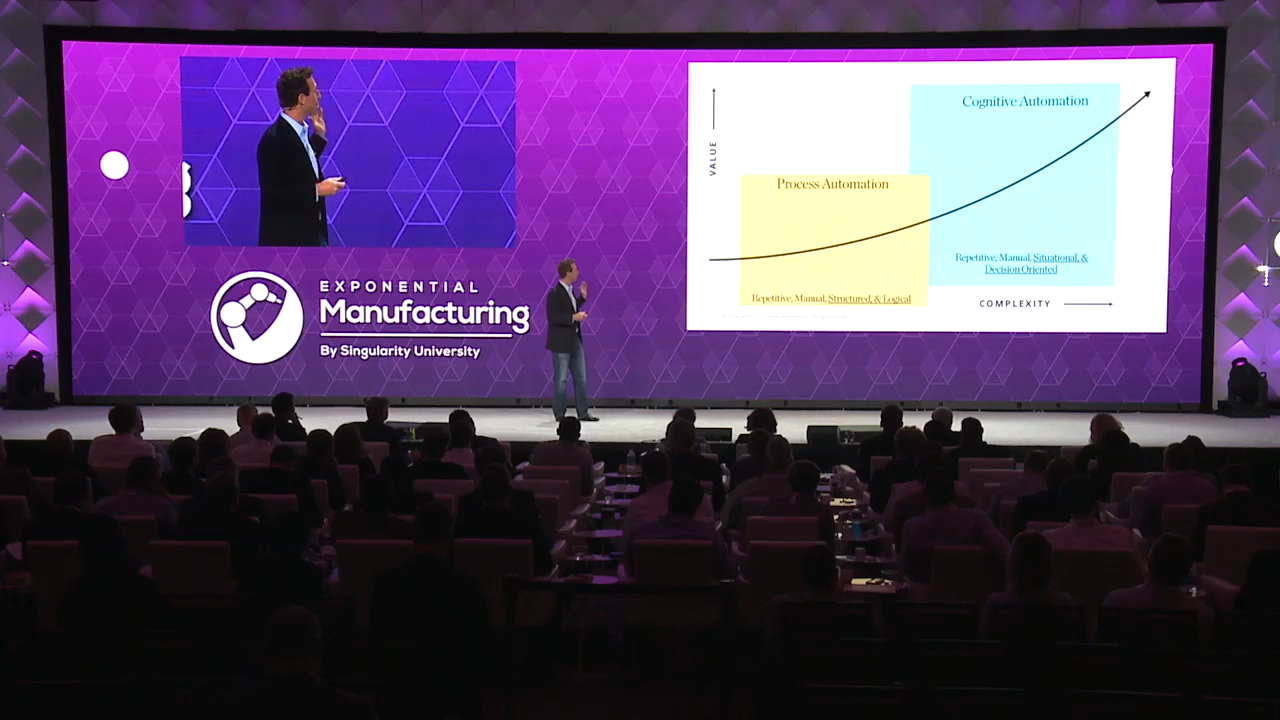 EXPONENTIAL
Manufacturing
By Singularity University
VALUE
Cognitive Automation
Process Automation
Repetitive, Manual, Situational, &
Decision Oriented
Repetitive, Manual, Structured, & Logical
COMPLEXITY